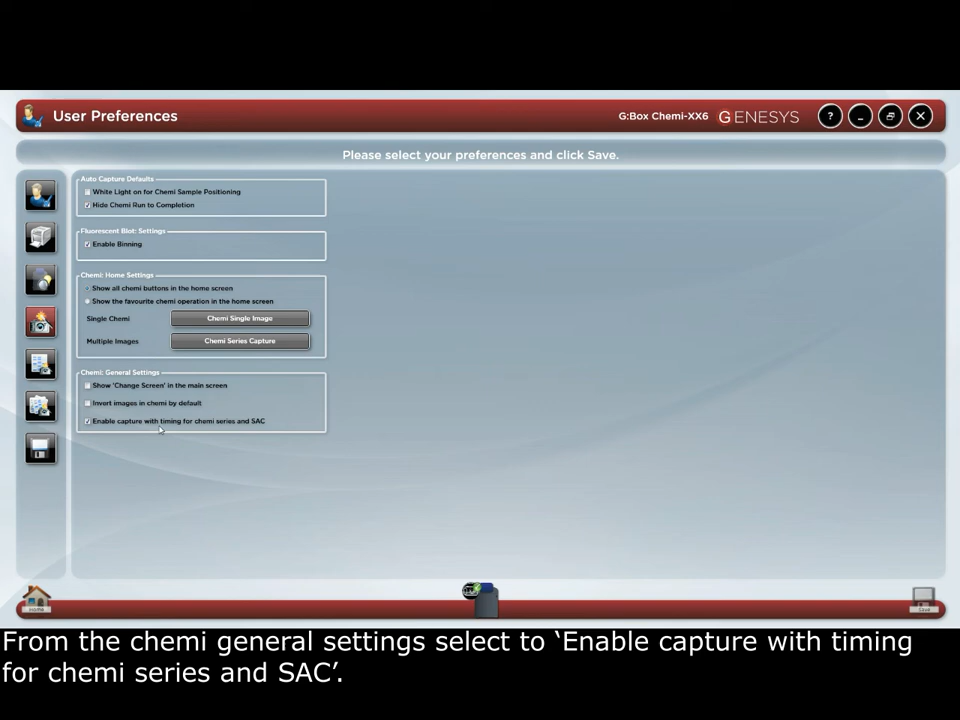 User Preferences
G:Box Chemi-XX6
GENESYS
?
Please select your preferences and click Save.
Auto Capture Defaults
White Light on for Chemi Sample Positioning
Hide Chemi Run to Completion
Fluorescent Blot: Settings
Enable Binning
Chemi: Home Settings
Show all chemi buttons in the home screen
Show the favourite chemi operation in the home screen
Single Chemi
Chemi Single Image
Multiple Images
Chemi Series Capture
Chemi: General Settings
Show 'Change Screen' in the main screen
Invert images in chemi by default
Enable capture with timing for chemi series and SAC
Home
Save
From the chemi general settings select to ‘Enable capture with timing
for chemi series and SAC’.